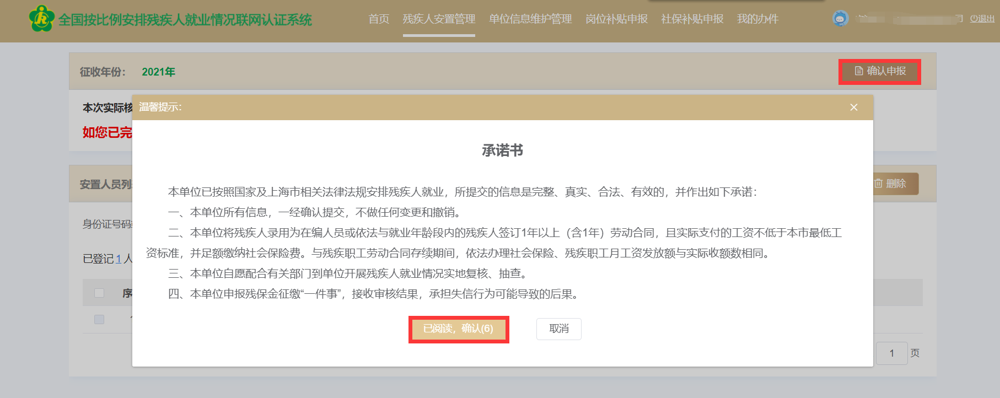 全国按比例安排残疾人就业情况联网认证系统
首页 残疾人安置管理 单位信息维护管理 岗位补贴申报 社保补贴申报 我的办件
司 退出
征收年份： 2021年
确认申报
本次实际核
如您已完
温馨提示：
承诺书
本单位已按照国家及上海市相关法律法规安排残疾人就业，所提交的信息是完整、真实、合法、有效的，并作出如下承诺：
一、本单位所有信息，一经确认提交，不做任何变更和撤销。
二、本单位将残疾人录用为在编人员或依法与就业年龄段内的残疾人签订1年以上（含1年）劳动合同，且实际支付的工资不低于本市最低工
资标准，并足额缴纳社会保险费。与残疾职工劳动合同存续期间，依法办理社会保险、残疾职工月工资发放额与实际收额数相同。
三、本单位自愿配合有关部门到单位开展残疾人就业情况实地复核、抽查。
四、本单位申报残保金征缴“一件事”，接收审核结果，承担失信行为可能导致的后果。
已阅读，确认(6) 取消
安置人员列
删除
身份证号码
已登记 1 人
序
1 页